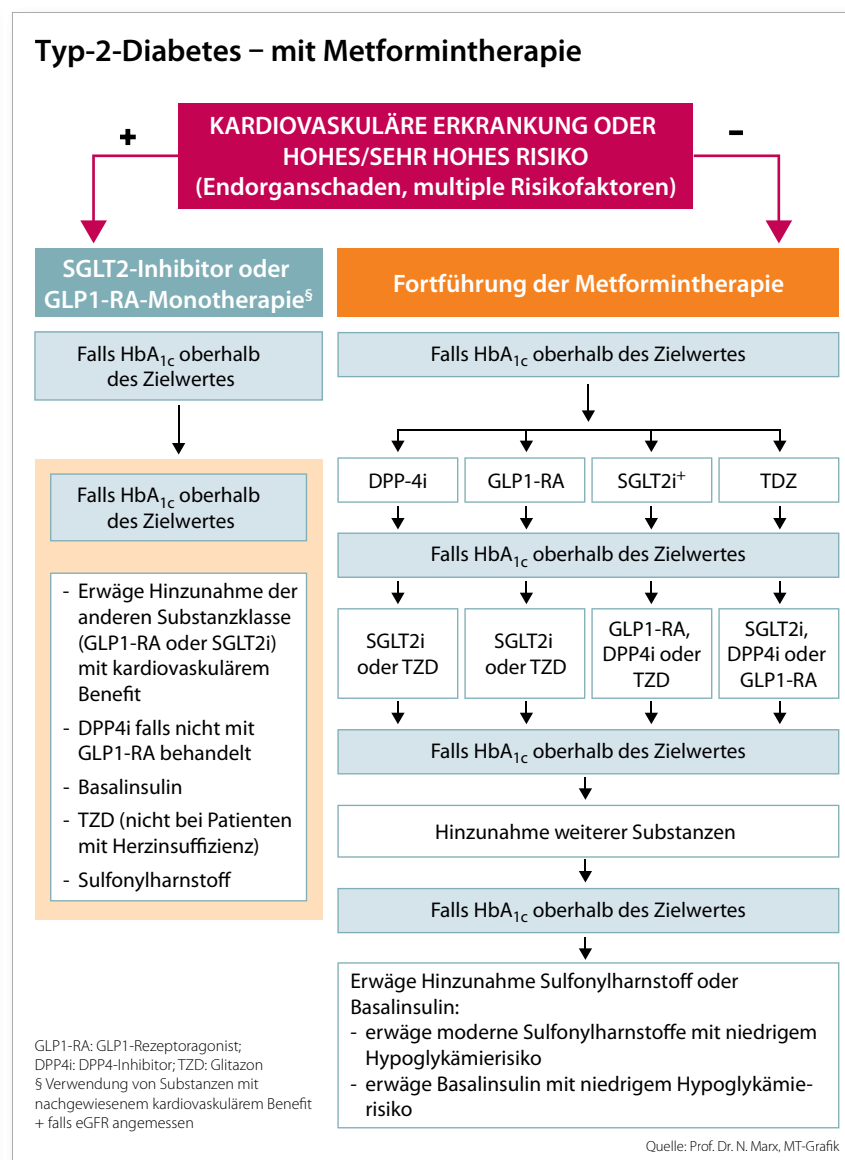 Typ-2-Diabetes – mit Metformintherapie
+
–
KARDIOVASKULÄRE ERKRANKUNG ODER
HOHES/SEHR HOHES RISIKO
(Endorganschaden, multiple Risikofaktoren)
SGLT2-Inhibitor oder
GLP1-RA-Monotherapie§
Falls HbA1c oberhalb
des Zielwertes
Falls HbA1c oberhalb
des Zielwertes
- Erwäge Hinzunahme der
anderen Substanzklasse
(GLP1-RA oder SGLT2i)
mit kardiovaskulärem
Benefit
- DPP4i falls nicht mit
GLP1-RA behandelt
- Basalinsulin
- TZD (nicht bei Patienten
mit Herzinsuffizienz)
- Sulfonylharnstoff
Fortführung der Metformintherapie
Falls HbA1c oberhalb des Zielwertes
DPP-4i
GLP1-RA
SGLT2i+
TDZ
Falls HbA1c oberhalb des Zielwertes
SGLT2i
oder TZD
SGLT2i
oder TZD
GLP1-RA,
DPP4i oder
TZD
SGLT2i,
DPP4i oder
GLP1-RA
Falls HbA1c oberhalb des Zielwertes
Hinzunahme weiterer Substanzen
Falls HbA1c oberhalb des Zielwertes
Erwäge Hinzunahme Sulfonylharnstoff oder
Basalinsulin:
- erwäge moderne Sulfonylharnstoffe mit niedrigem
Hypoglykämierisiko
- erwäge Basalinsulin mit niedrigem Hypoglykämie-
risiko
GLP1-RA: GLP1-Rezeptoragonist;
DPP4i: DPP4-Inhibitor; TZD: Glitazon
§ Verwendung von Substanzen mit
nachgewiesenem kardiovaskulärem Benefit
+ falls eGFR angemessen
Quelle: Prof. Dr. N. Marx, MT-Grafik